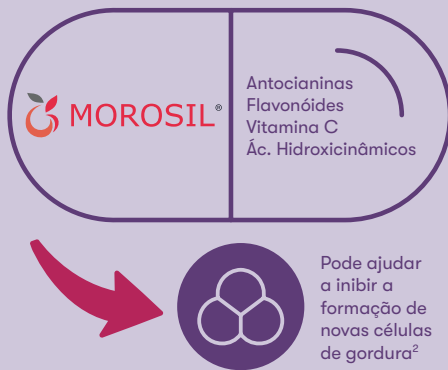 MOROSIL®
Antocianinas
Flavonóides
Vitamina C
Ác. Hidroxicinâmicos
Pode ajudar
a inibir a
formação de
novas células
de gordura²